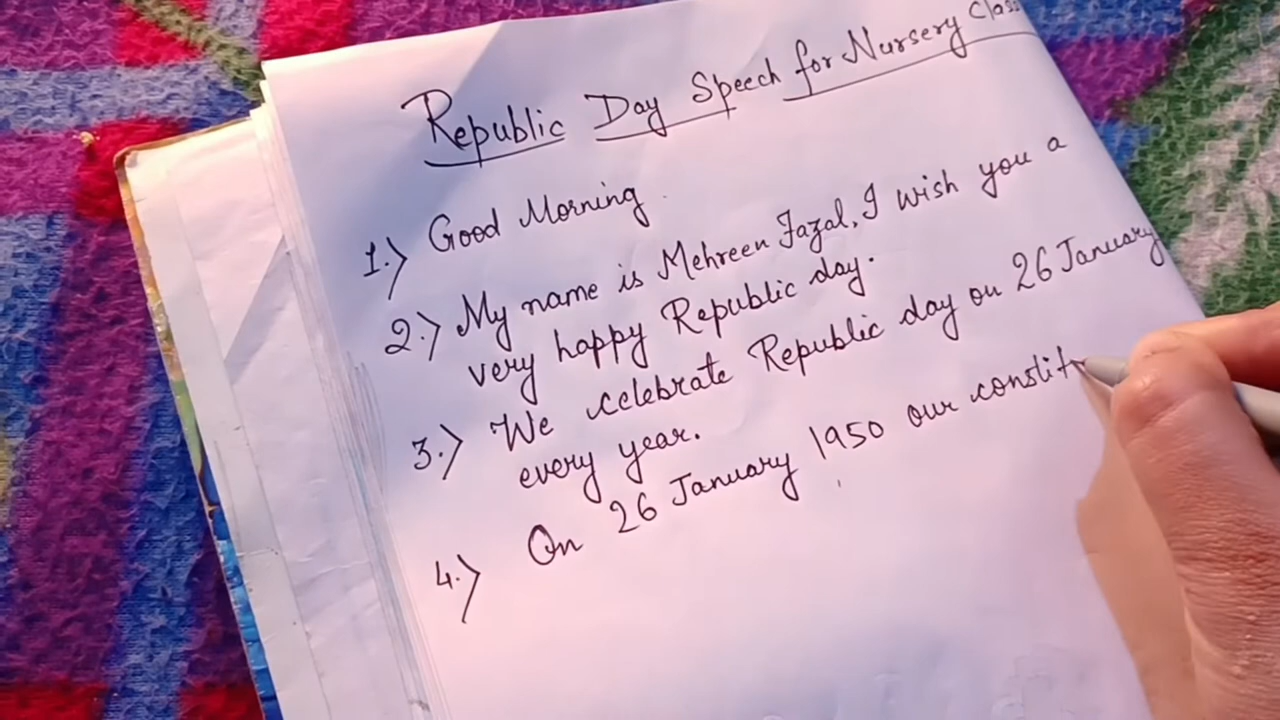 Republic Day Speech for Nursery Class
1.) Good Morning.
2.) My name is Mehreen Fazal, I wish you a
very happy Republic day.
3.) We celebrate Republic day on 26 January
every year.
4.) On 26 January 1950 our constit